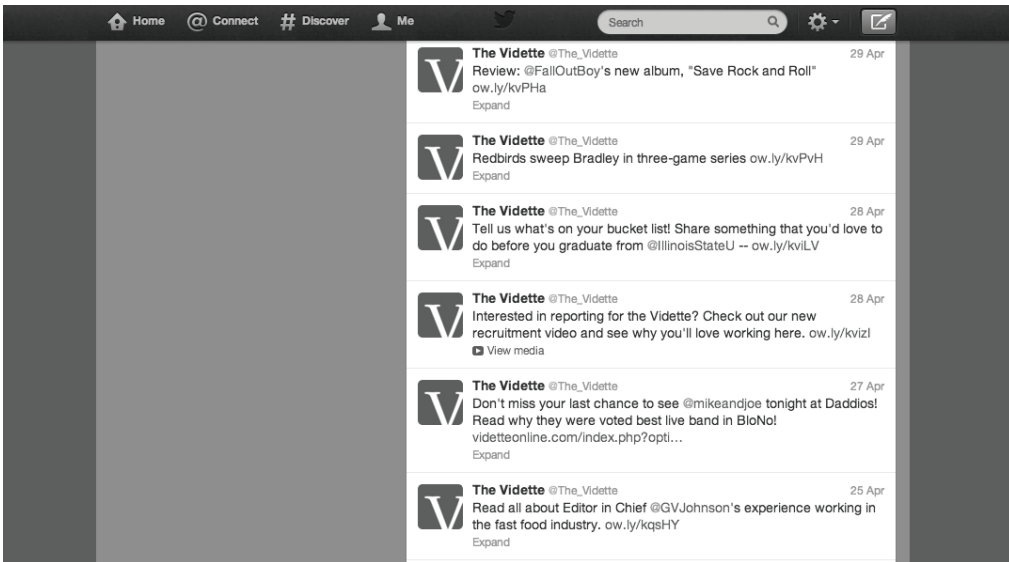 Home @ Connect # Discover Me Search
The Vidette @The_Vidette 29 Apr
Review: @FallOutBoy's new album, "Save Rock and Roll"
ow.ly/kvPHa
Expand
The Vidette @The_Vidette 29 Apr
Redbirds sweep Bradley in three-game series ow.ly/kvPvH
Expand
The Vidette @The_Vidette 28 Apr
Tell us what's on your bucket list! Share something that you'd love to
do before you graduate from @IllinoisStateU -- ow.ly/kviLV
Expand
The Vidette @The_Vidette 28 Apr
Interested in reporting for the Vidette? Check out our new
recruitment video and see why you'll love working here. ow.ly/kvizI
View media
The Vidette @The_Vidette 27 Apr
Don't miss your last chance to see @mikeandjoe tonight at Daddios!
Read why they were voted best live band in BloNo!
videtteonline.com/index.php?opti...
Expand
The Vidette @The_Vidette 25 Apr
Read all about Editor in Chief @GVJohnson's experience working in
the fast food industry. ow.ly/kqsHY
Expand